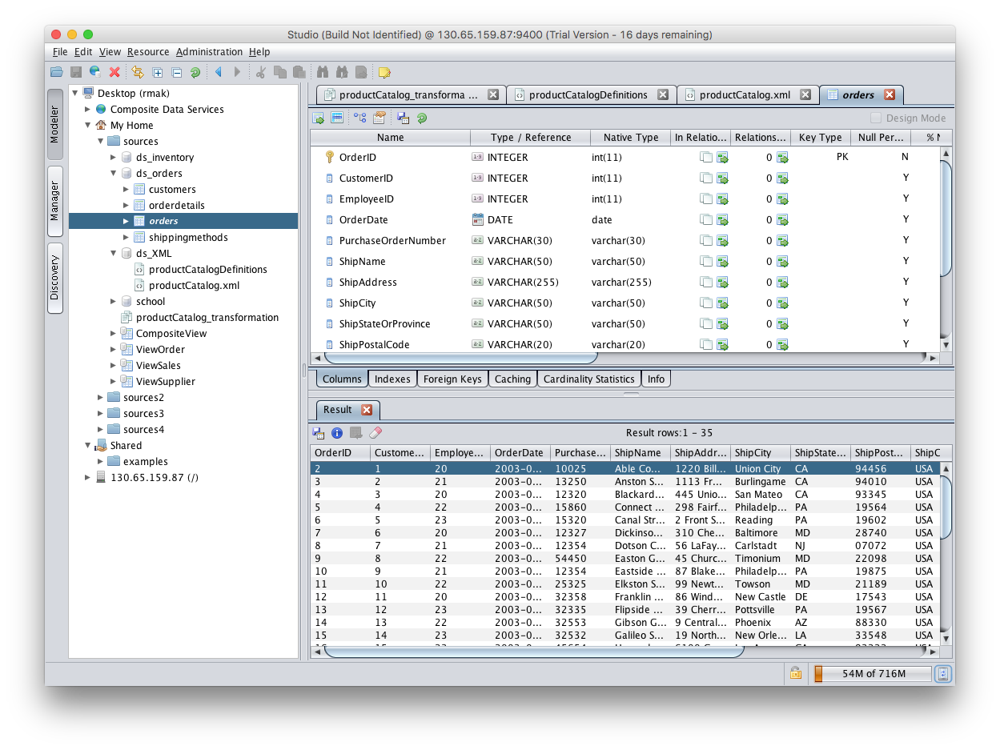 Studio (Build Not Identified) @ 130.65.159.87:9400 (Trial Version - 16 days remaining)
File Edit View Resource Administration Help
Modeler
Manager
Discovery
Desktop (rmak)
Composite Data Services
My Home
sources
ds_inventory
ds_orders
customers
orderdetails
orders
shippingmethods
ds_XML
productCatalogDefinitions
productCatalog.xml
school
productCatalog_transformation
CompositeView
ViewOrder
ViewSales
ViewSupplier
sources2
sources3
sources4
Shared
examples
130.65.159.87 (/)
productCatalog_transforma ... productCatalogDefinitions productCatalog.xml orders
Design Mode
Name Type / Reference Native Type In Relatio... Relations... Key Type Null Per... % N
OrderID 1-9 INTEGER int(11) 0 PK N
CustomerID 1-9 INTEGER int(11) 0 Y
EmployeeID 1-9 INTEGER int(11) 0 Y
OrderDate DATE date 0 Y
PurchaseOrderNumber a-z VARCHAR(30) varchar(30) 0 Y
ShipName a-z VARCHAR(50) varchar(50) 0 Y
ShipAddress a-z VARCHAR(255) varchar(255) 0 Y
ShipCity a-z VARCHAR(50) varchar(50) 0 Y
ShipStateOrProvince a-z VARCHAR(50) varchar(50) 0 Y
ShipPostalCode a-z VARCHAR(20) varchar(20) 0 Y
Columns Indexes Foreign Keys Caching Cardinality Statistics Info
Result
Result rows:1 - 35
OrderID Custome... Employe... OrderDate Purchase... ShipName ShipAddr... ShipCity ShipState... ShipPost... ShipC
2 1 20 2003-0... 10025 Able Co... 1220 Bill... Union City CA 94456 USA
3 2 21 2003-0... 13250 Anston S... 1113 Fr... Burlingame CA 94010 USA
4 3 20 2003-0... 12320 Blackard... 445 Unio... San Mateo CA 93345 USA
5 4 22 2003-0... 15860 Connect ... 298 Fairf... Philadelp... PA 19564 USA
6 5 23 2003-0... 15320 Canal Str... 2 Front S... Reading PA 19602 USA
7 6 20 2003-0... 12327 Dickinso... 310 Che... Baltimore MD 28740 USA
8 7 21 2003-0... 12354 Dotson C... 56 LaFay... Carlstadt NJ 07072 USA
9 8 22 2003-0... 54450 Easton G... 45 Churc... Timonium MD 22098 USA
10 9 21 2003-0... 12354 Eastside ... 87 Blake... Philadelp... PA 19875 USA
11 10 22 2003-0... 25325 Elkston S... 99 Newt... Towson MD 21189 USA
12 11 20 2003-0... 32358 Franklin ... 86 Wind... New Castle DE 17543 USA
13 12 23 2003-0... 32335 Flipside ... 39 Cherr... Pottsville PA 19567 USA
14 13 22 2003-0... 32553 Gibson G... 9 Central... Phoenix AZ 88330 USA
15 14 23 2003-0... 32532 Galileo S... 19 North... New Orle... LA 33548 USA
54M of 716M